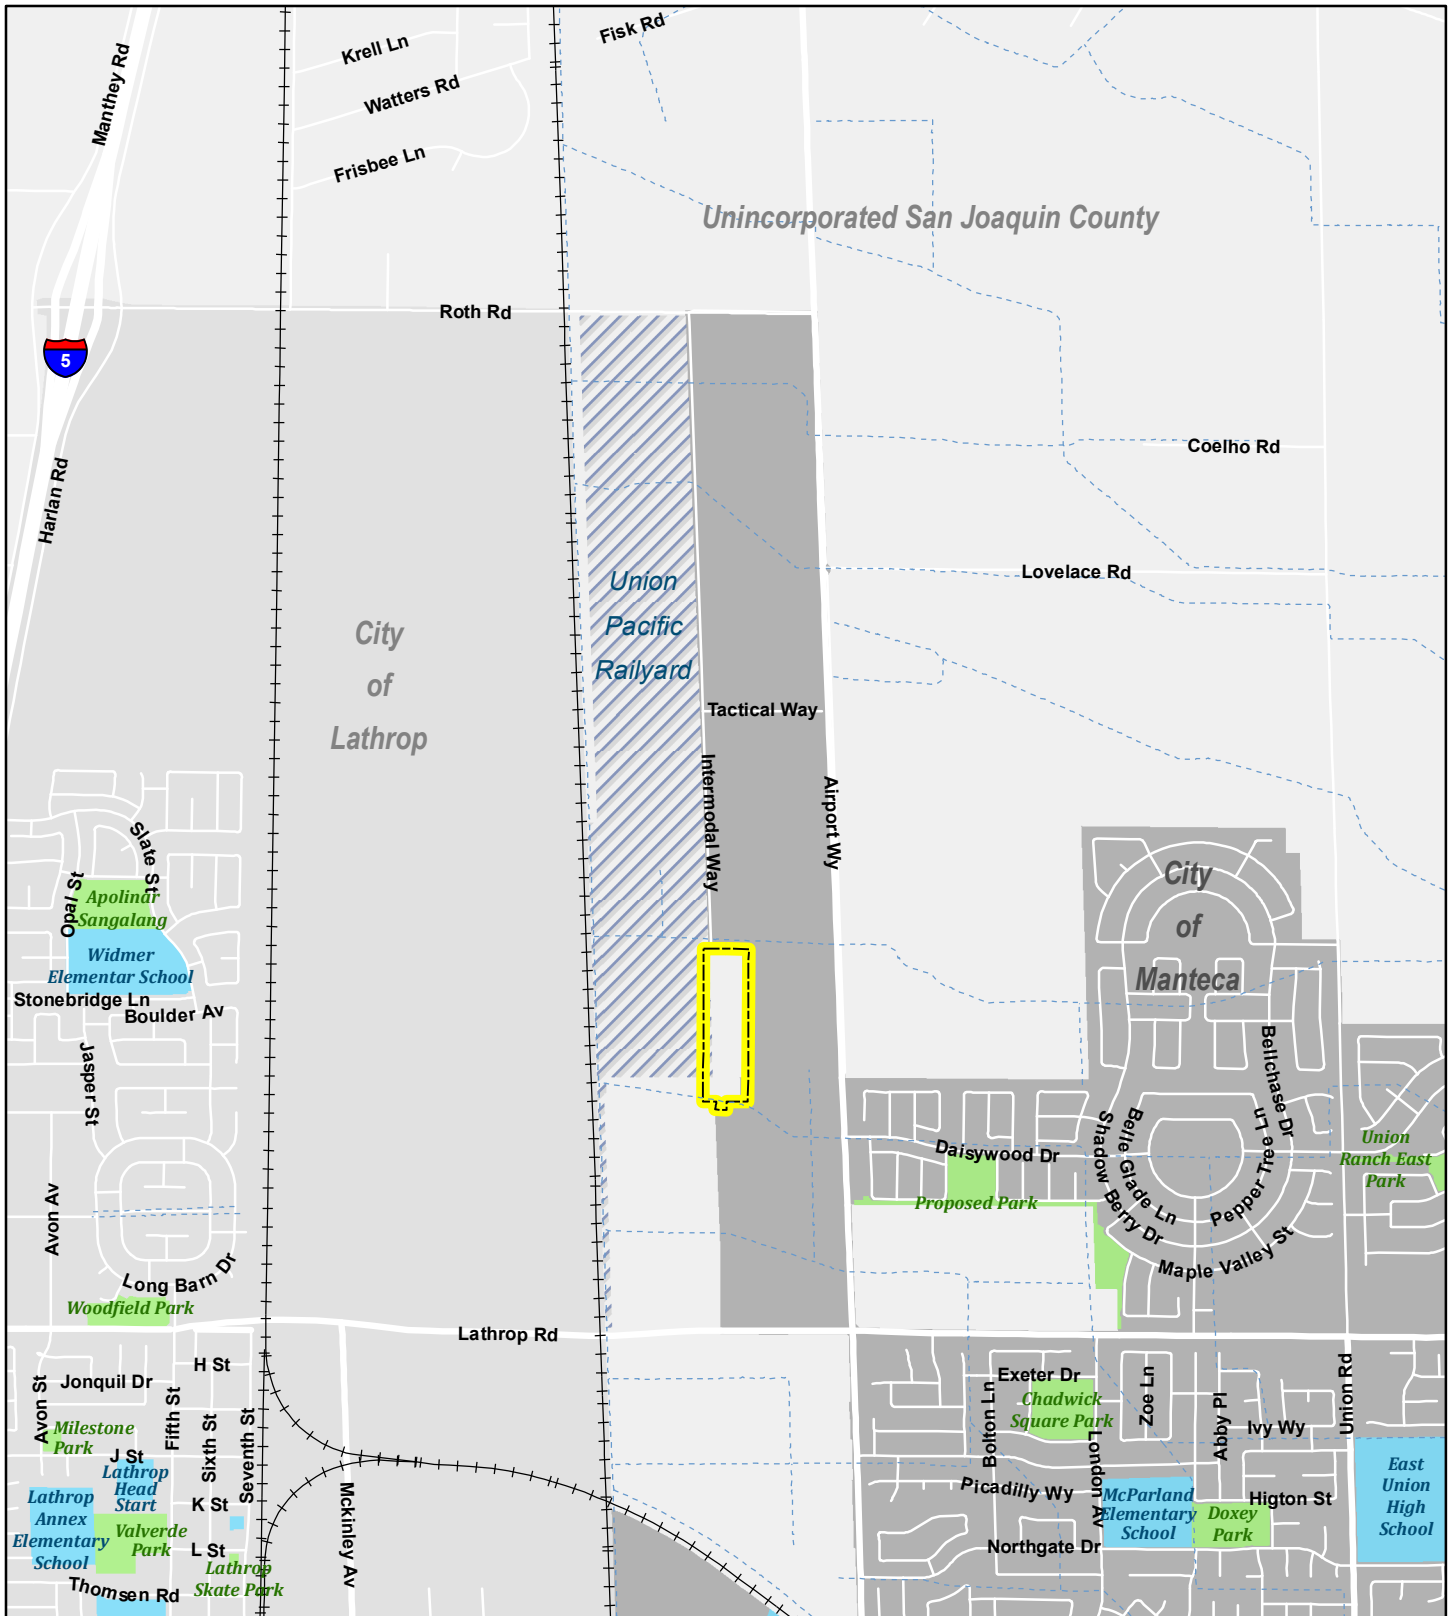 Fisk Rd
Krell Ln
Manthey Rd
Watters Rd
Frisbee Ln
Unincorporated San Joaquin County
Roth Rd
5
Coelho Rd
Harlan Rd
Lovelace Rd
Union
Pacific
Railyard
City
of
Lathrop
Tactical Way
Intermodal Way
Airport Wy
Slate St
Opal St
Apolinar
Sangalang
City
of
Manteca
Widmer
Elementar School
Stonebridge Ln
Boulder Av
Jasper St
Bellchase Dr
Pepper Tree Ln
Belle Glade Ln
Shadow Berry Dr
Daisywood Dr
Union
Ranch East
Park
Proposed Park
Avon Av
Maple Valley St
Long Barn Dr
Woodfield Park
Lathrop Rd
H St
Jonquil Dr
Avon St
Fifth St
Sixth St
Seventh St
Milestone
Park
J St
Lathrop
Head
Start
K St
Lathrop
Annex
Elementary
School
Valverde
Park
L St
Lathrop
Skate Park
Thomsen Rd
Mckinley Av
Exeter Dr
Chadwick
Square Park
Bolton Ln
Zoe Ln
Abby Pl
Ivy Wy
Union Rd
London Av
Picadilly Wy
McParland
Elementary
School
Doxey
Park
Higton St
East
Union
High
School
Northgate Dr